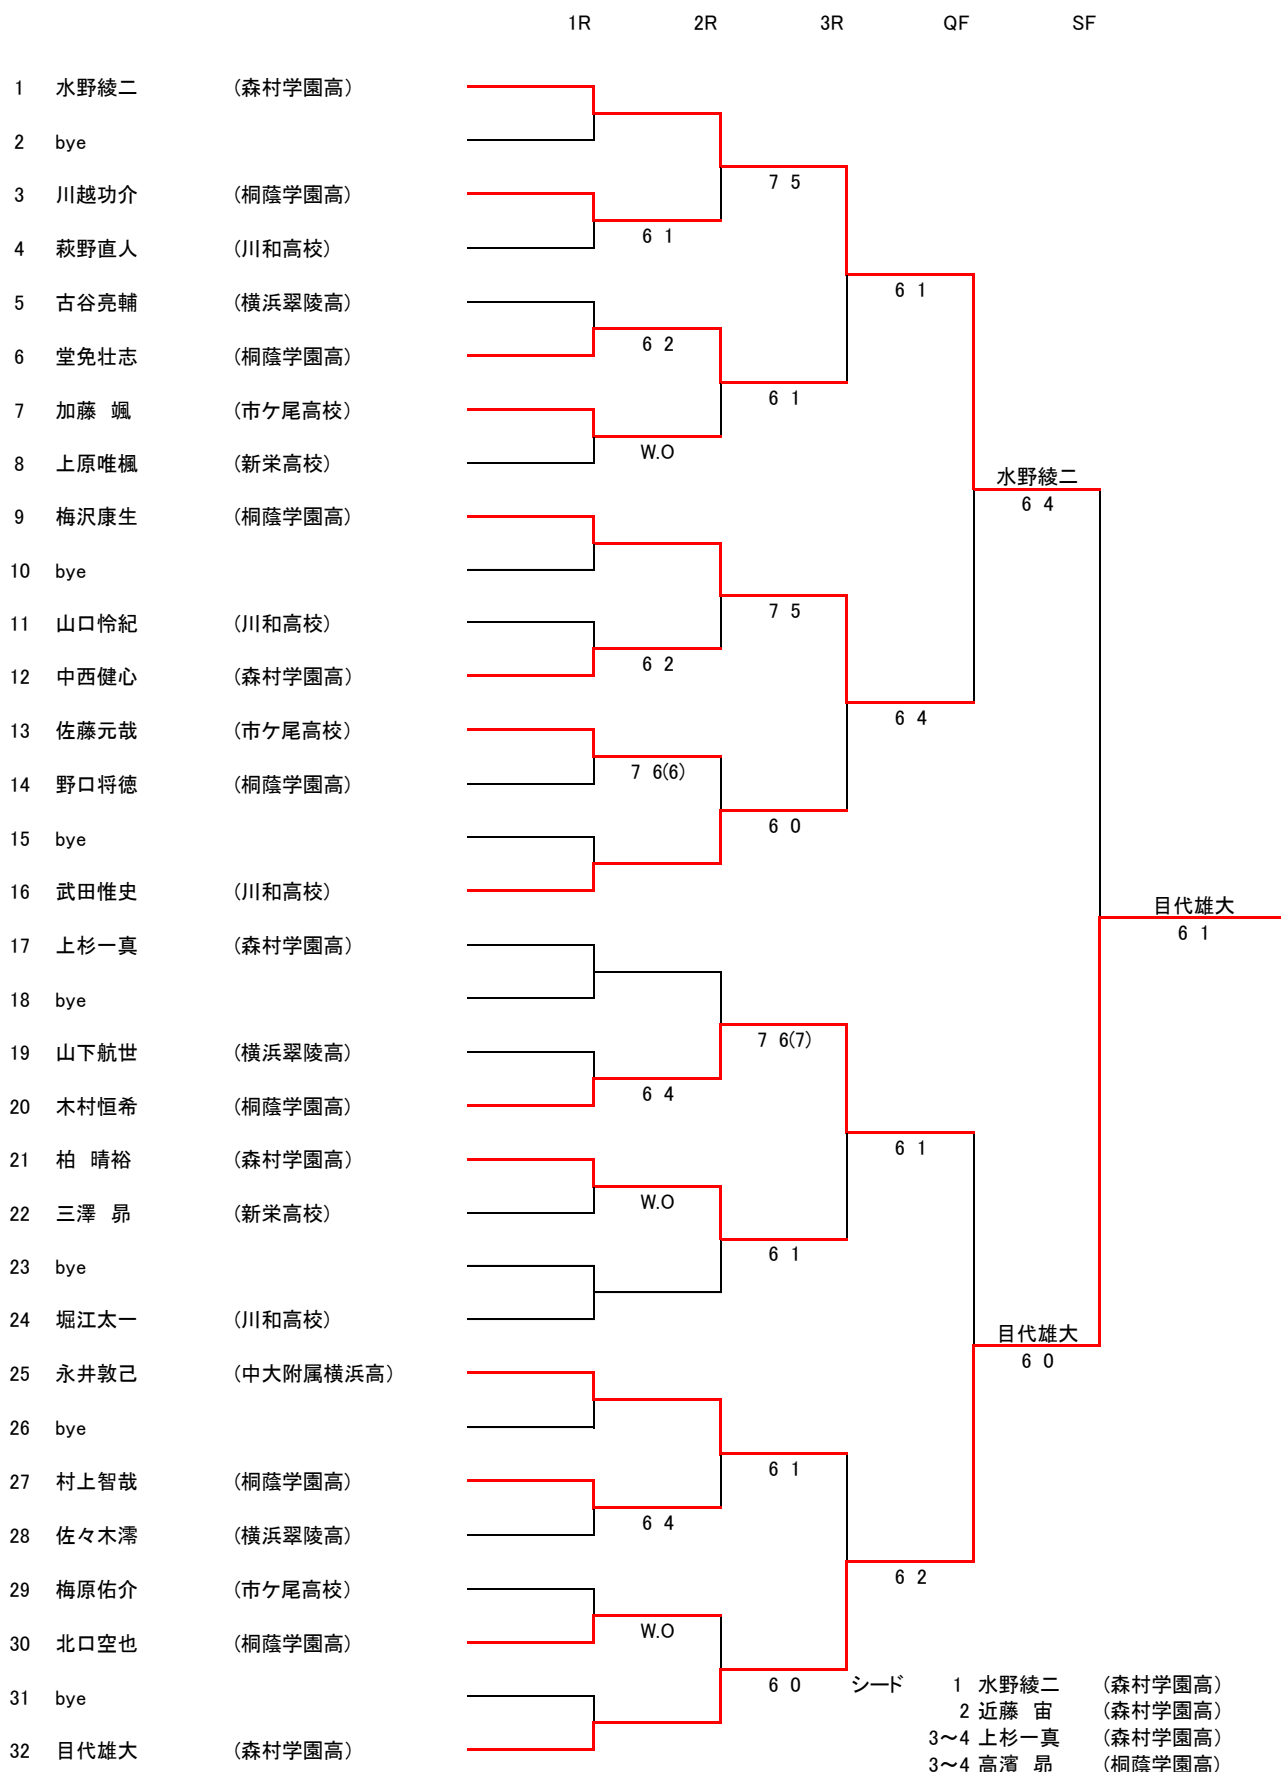 1R 2R 3R QF SF
1 水野綾二 (森村学園高)
2 bye
7 5
3 川越功介 (桐蔭学園高)
6 1
4 萩野直人 (川和高校)
6 1
5 古谷亮輔 (横浜翠陵高)
6 2
6 堂免壮志 (桐蔭学園高)
6 1
7 加藤 颯 (市ケ尾高校)
W.O
8 上原唯楓 (新栄高校)
水野綾二
6 4
9 梅沢康生 (桐蔭学園高)
10 bye
7 5
11 山口怜紀 (川和高校)
6 2
12 中西健心 (森村学園高)
6 4
13 佐藤元哉 (市ケ尾高校)
7 6(6)
14 野口将徳 (桐蔭学園高)
6 0
15 bye
16 武田惟史 (川和高校)
目代雄大
6 1
17 上杉一真 (森村学園高)
18 bye
7 6(7)
19 山下航世 (横浜翠陵高)
6 4
20 木村恒希 (桐蔭学園高)
6 1
21 柏 晴裕 (森村学園高)
W.O
22 三澤 昴 (新栄高校)
6 1
23 bye
24 堀江太一 (川和高校)
目代雄大
6 0
25 永井敦己 (中大附属横浜高)
26 bye
6 1
27 村上智哉 (桐蔭学園高)
6 4
28 佐々木澪 (横浜翠陵高)
6 2
29 梅原佑介 (市ケ尾高校)
W.O
30 北口空也 (桐蔭学園高)
6 0 シード 1 水野綾二 (森村学園高)
31 bye
2 近藤 宙 (森村学園高)
3～4 上杉一真 (森村学園高)
32 目代雄大 (森村学園高)
3～4 高濱 昴 (桐蔭学園高)